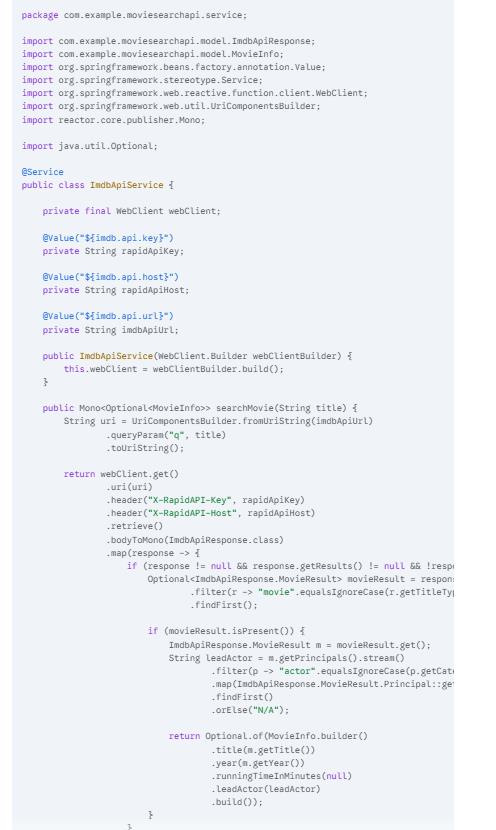 package com.example.moviesearchapi.service;

import com.example.moviesearchapi.model.ImdbApiResponse;
import com.example.moviesearchapi.model.MovieInfo;
import org.springframework.beans.factory.annotation.Value;
import org.springframework.stereotype.Service;
import org.springframework.web.reactive.function.client.WebClient;
import org.springframework.web.util.UriComponentsBuilder;
import reactor.core.publisher.Mono;

import java.util.Optional;

@Service
public class ImdbApiService {

    private final WebClient webClient;

    @Value("${imdb.api.key}")
    private String rapidApiKey;

    @Value("${imdb.api.host}")
    private String rapidApiHost;

    @Value("${imdb.api.url}")
    private String imdbApiUrl;

    public ImdbApiService(WebClient.Builder webClientBuilder) {
        this.webClient = webClientBuilder.build();
    }

    public Mono<Optional<MovieInfo>> searchMovie(String title) {
        String uri = UriComponentsBuilder.fromUriString(imdbApiUrl)
                .queryParam("q", title)
                .toUriString();

        return webClient.get()
                .uri(uri)
                .header("X-RapidAPI-Key", rapidApiKey)
                .header("X-RapidAPI-Host", rapidApiHost)
                .retrieve()
                .bodyToMono(ImdbApiResponse.class)
                .map(response -> {
                    if (response != null && response.getResults() != null && !resp
                        Optional<ImdbApiResponse.MovieResult> movieResult = respon
                                .filter(r -> "movie".equalsIgnoreCase(r.getTitleTy
                                .findFirst();

                        if (movieResult.isPresent()) {
                            ImdbApiResponse.MovieResult m = movieResult.get();
                            String leadActor = m.getPrincipals().stream()
                                    .filter(p -> "actor".equalsIgnoreCase(p.getCat
                                    .map(ImdbApiResponse.MovieResult.Principal::ge
                                    .findFirst()
                                    .orElse("N/A");

                            return Optional.of(MovieInfo.builder()
                                    .title(m.getTitle())
                                    .year(m.getYear())
                                    .runningTimeInMinutes(null)
                                    .leadActor(leadActor)
                                    .build());
                        }
                    }